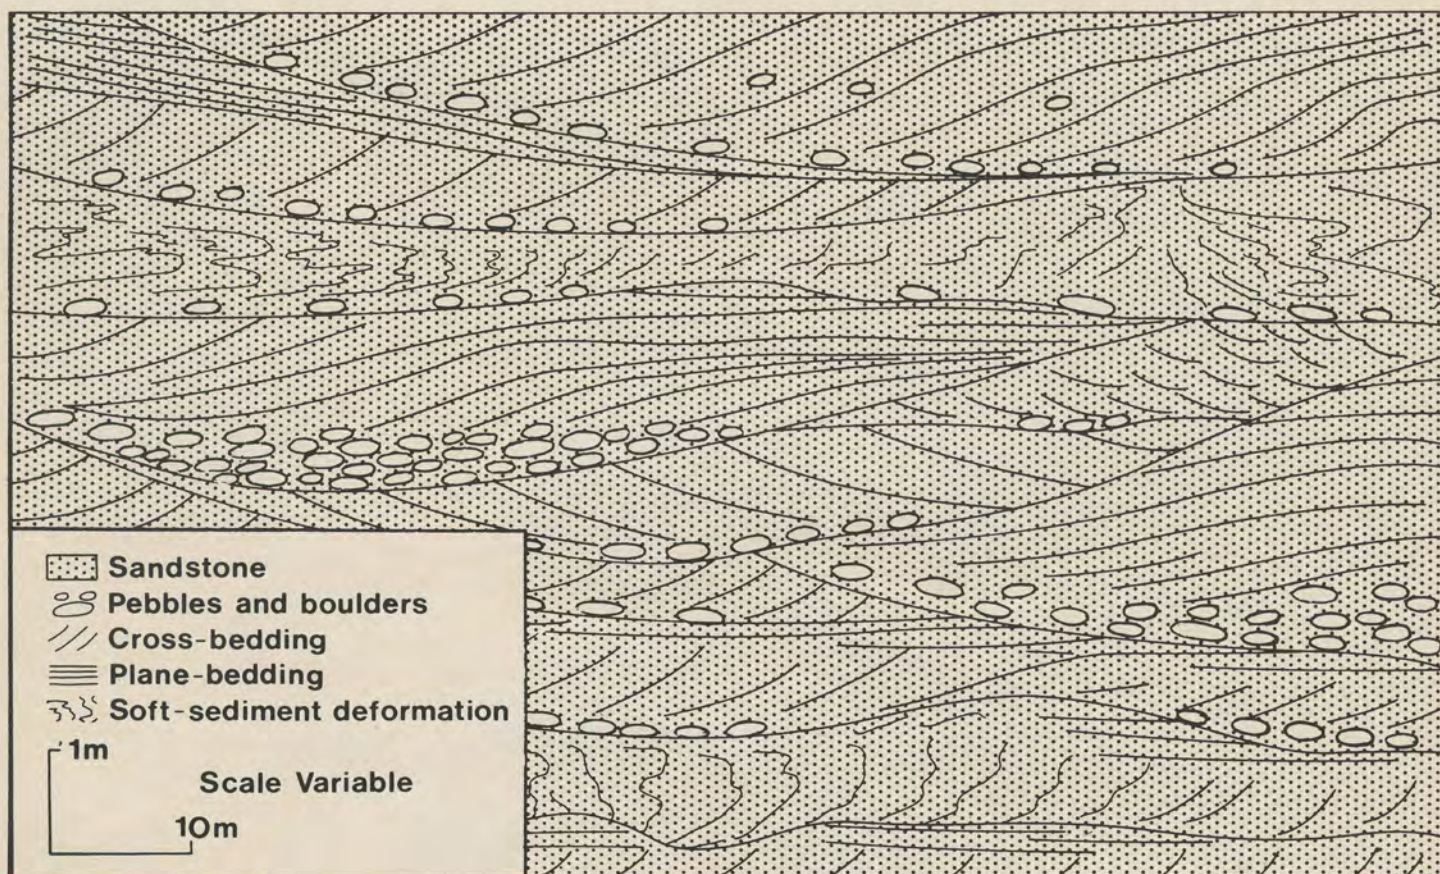 Sandstone
Pebbles and boulders
Cross-bedding
Plane-bedding
Soft-sediment deformation
1m
Scale Variable
10m